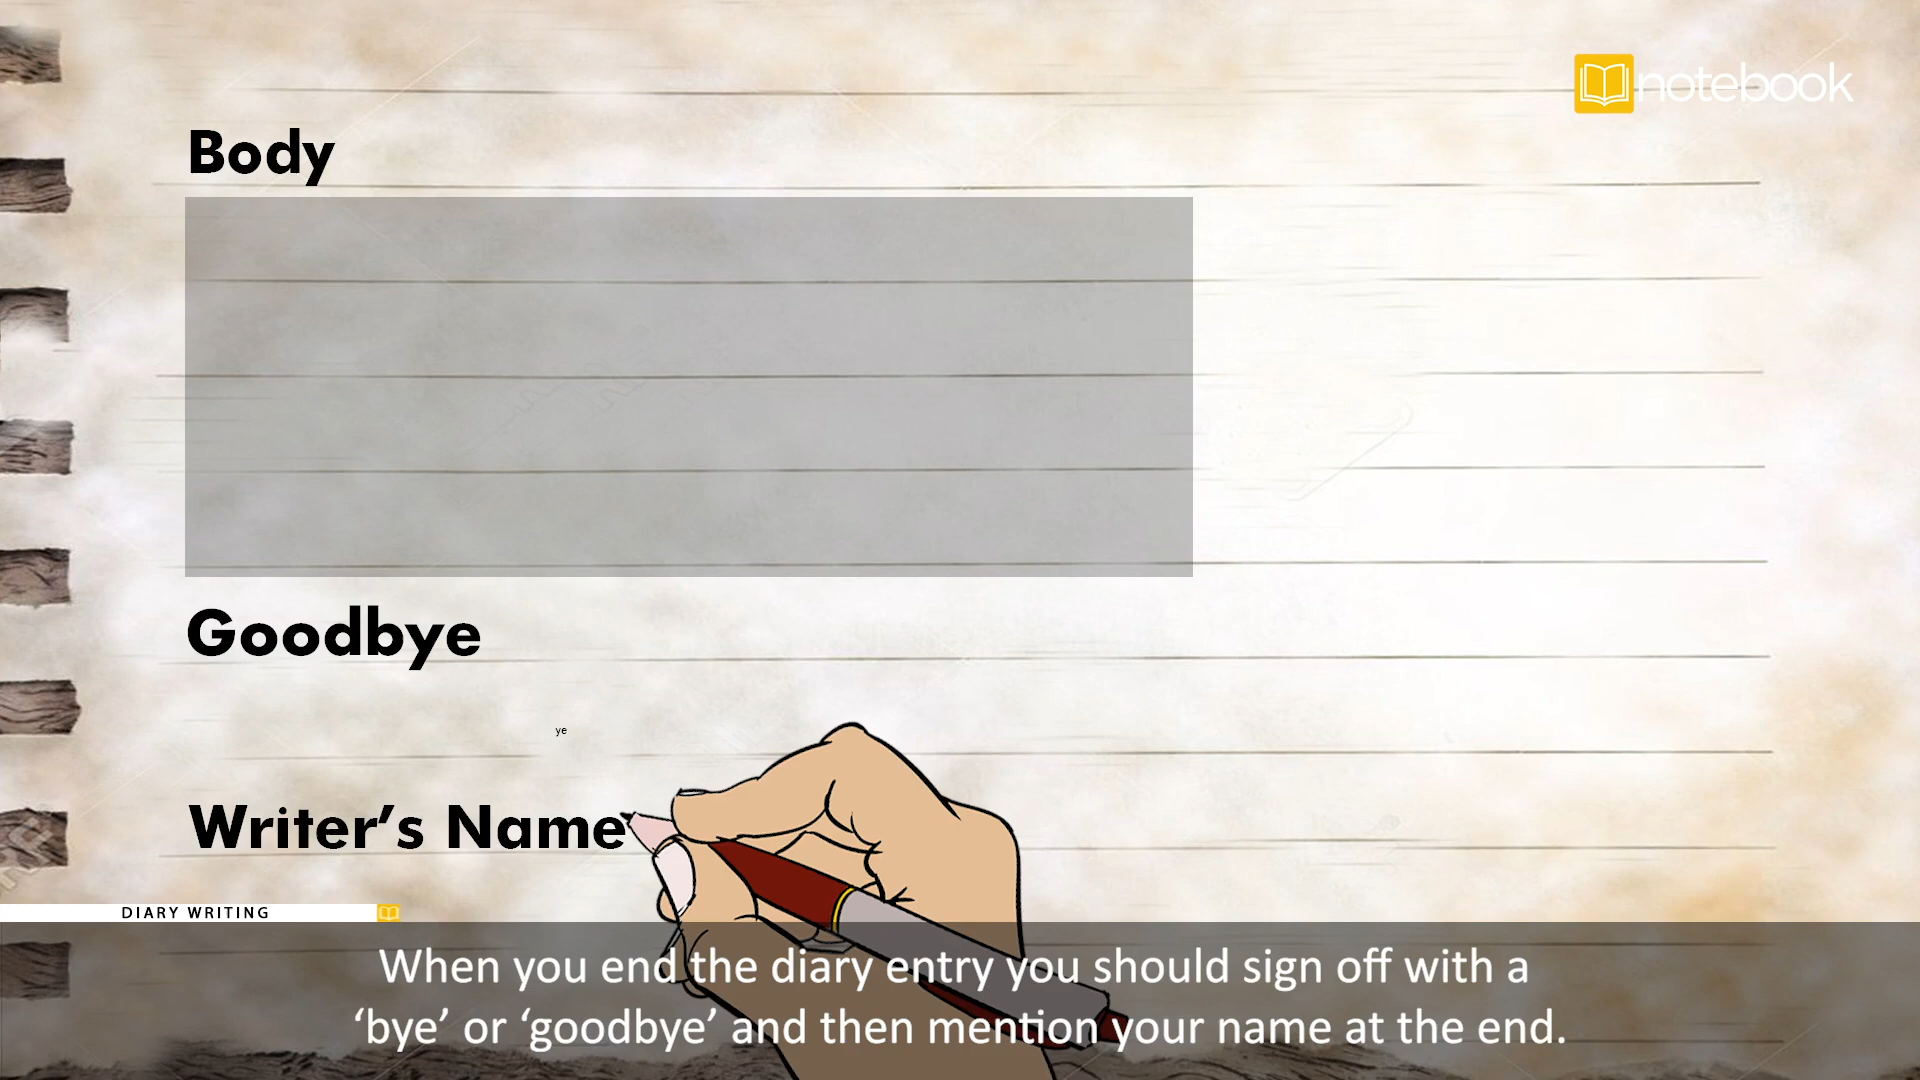 notebook
Body
Goodbye
ye
Writer’s Name
DIARY WRITING
When you end the diary entry you should sign off with a
‘bye’ or ‘goodbye’ and then mention your name at the end.